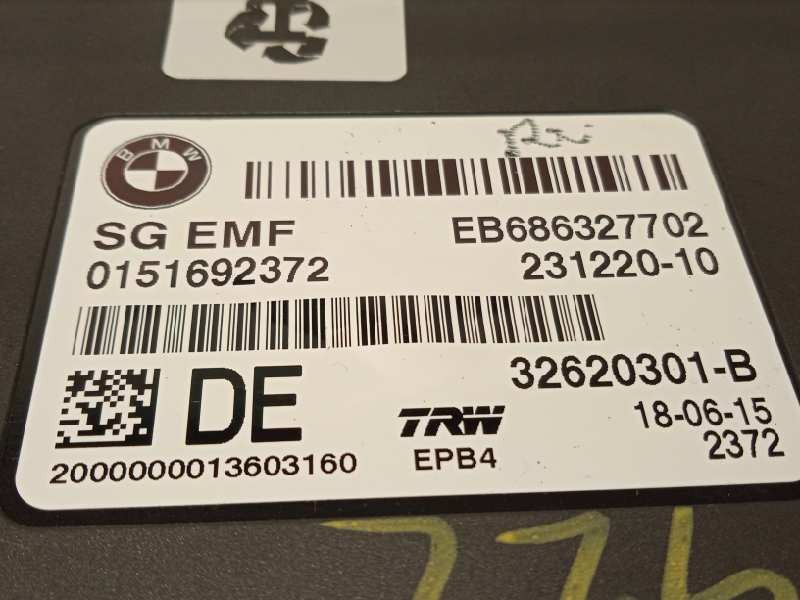 BMW
SG EMF
EB686327702
0151692372
231220-10
DE
32620301-B
TRW
18-06-15
EPB4
2372
2000000013603160